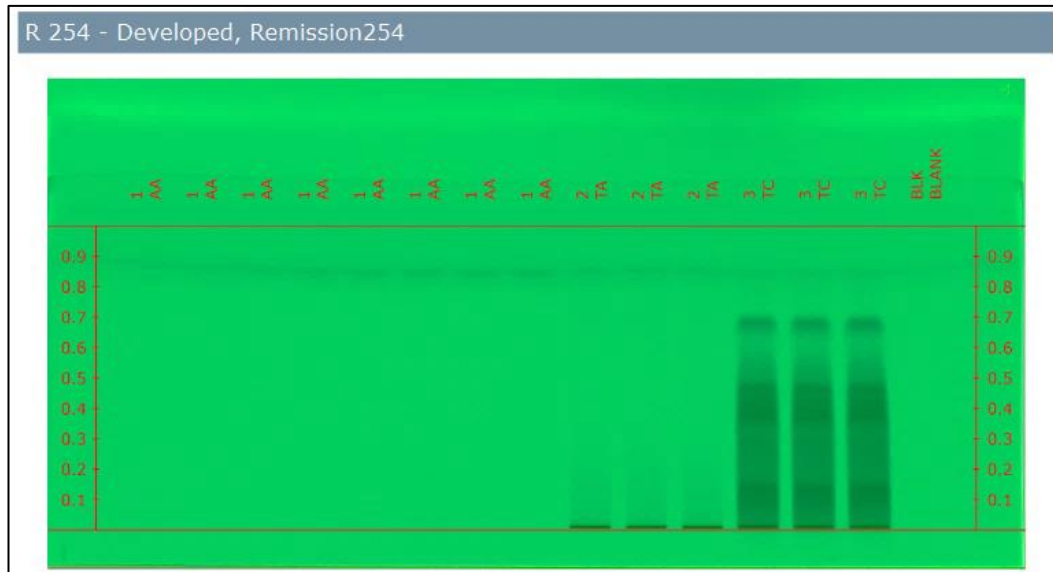 R 254 - Developed, Remission254
1 AA
1 AA
1 AA
1 AA
1 AA
1 AA
1 AA
1 AA
2 TA
2 TA
2 TA
3 TC
3 TC
3 TC
BLK BLANK
0.9 0.9
0.8 0.8
0.7 0.7
0.6 0.6
0.5 0.5
0.4 0.4
0.3 0.3
0.2 0.2
0.1 0.1